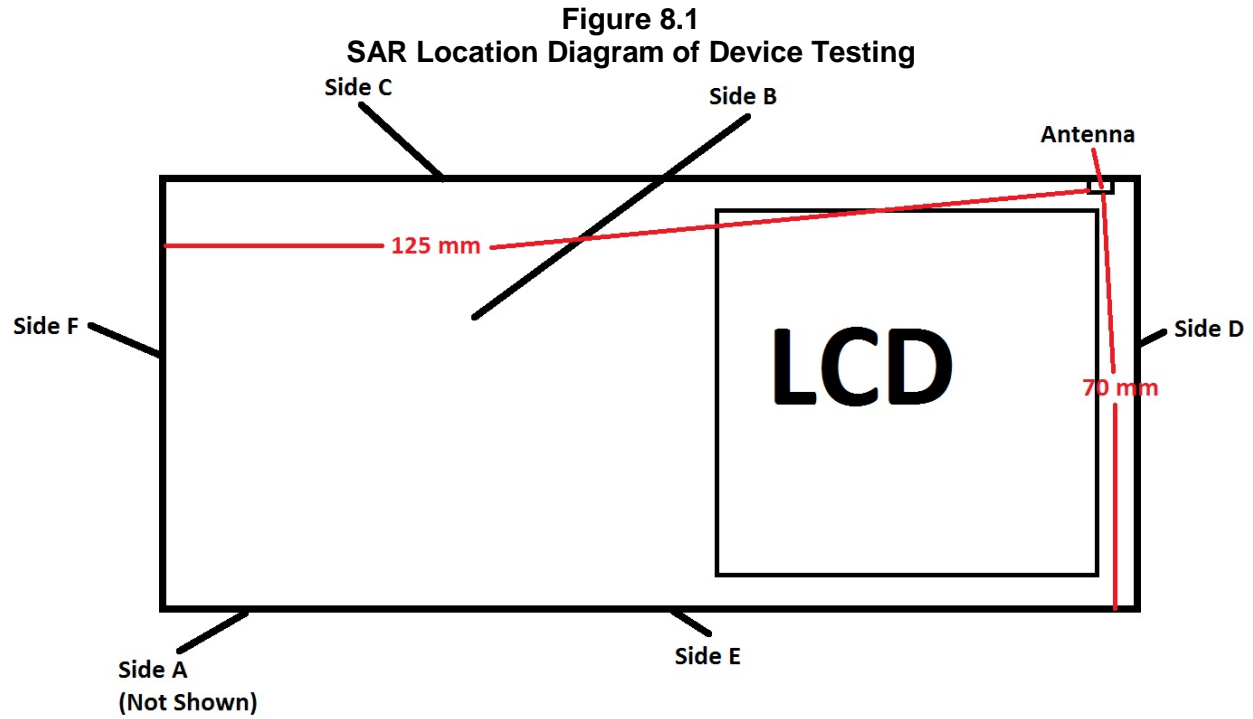 Figure 8.1
SAR Location Diagram of Device Testing
Side C
Side B
Antenna
125 mm
Side F
Side D
LCD
70 mm
Side A
(Not Shown)
Side E